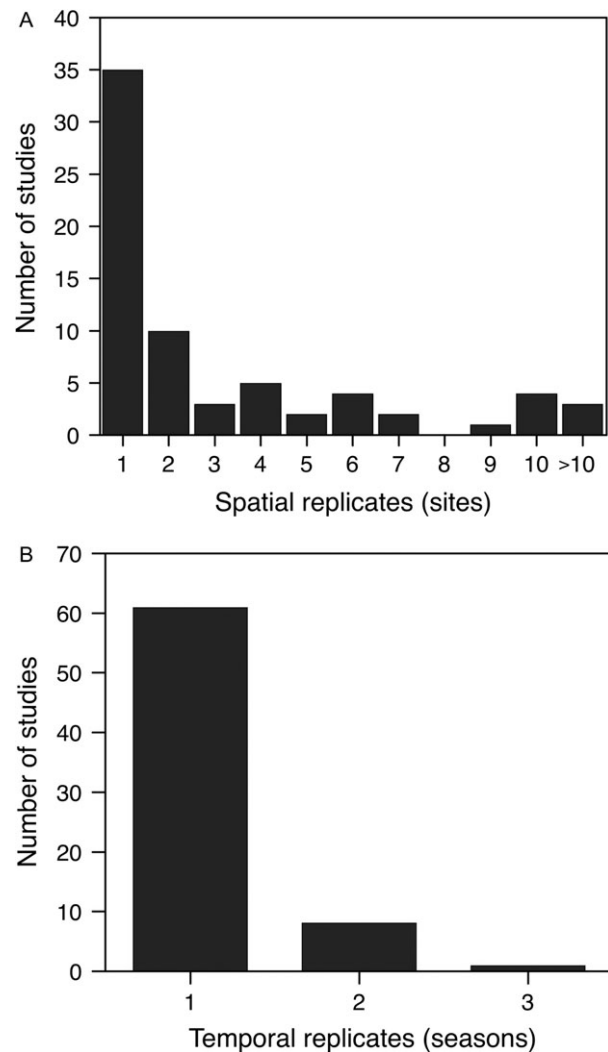 A
40
35
30
25
20
15
10
5
0
Number of studies
1 2 3 4 5 6 7 8 9 10 >10
Spatial replicates (sites)
B
70
60
50
40
30
20
10
0
Number of studies
1 2 3
Temporal replicates (seasons)